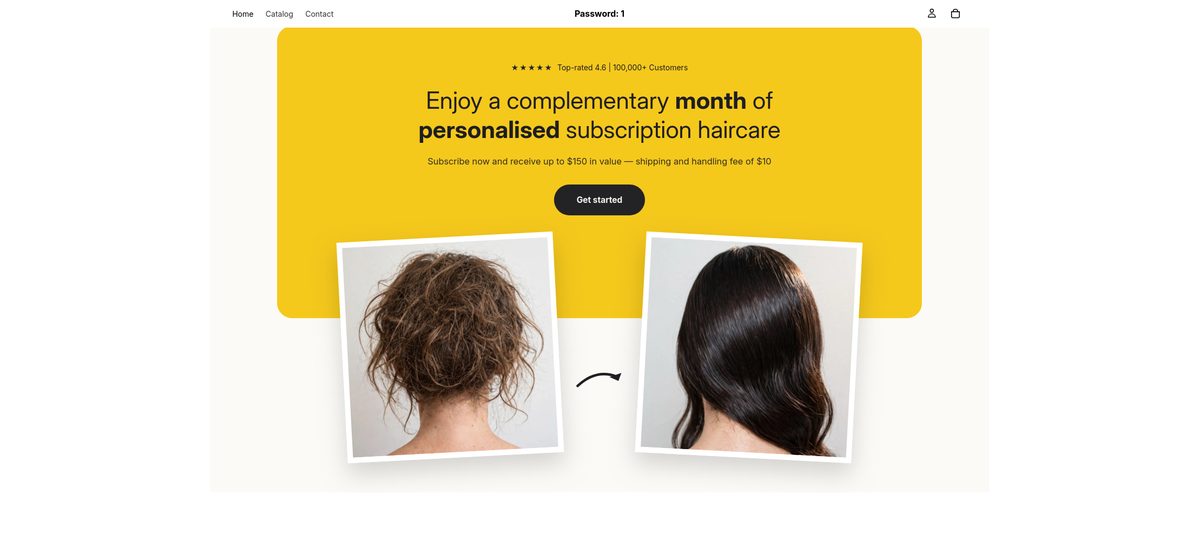 Home Catalog Contact Password: 1
★★★★★ Top-rated 4.6 | 100,000+ Customers
Enjoy a complementary month of
personalised subscription haircare
Subscribe now and receive up to $150 in value — shipping and handling fee of $10
Get started